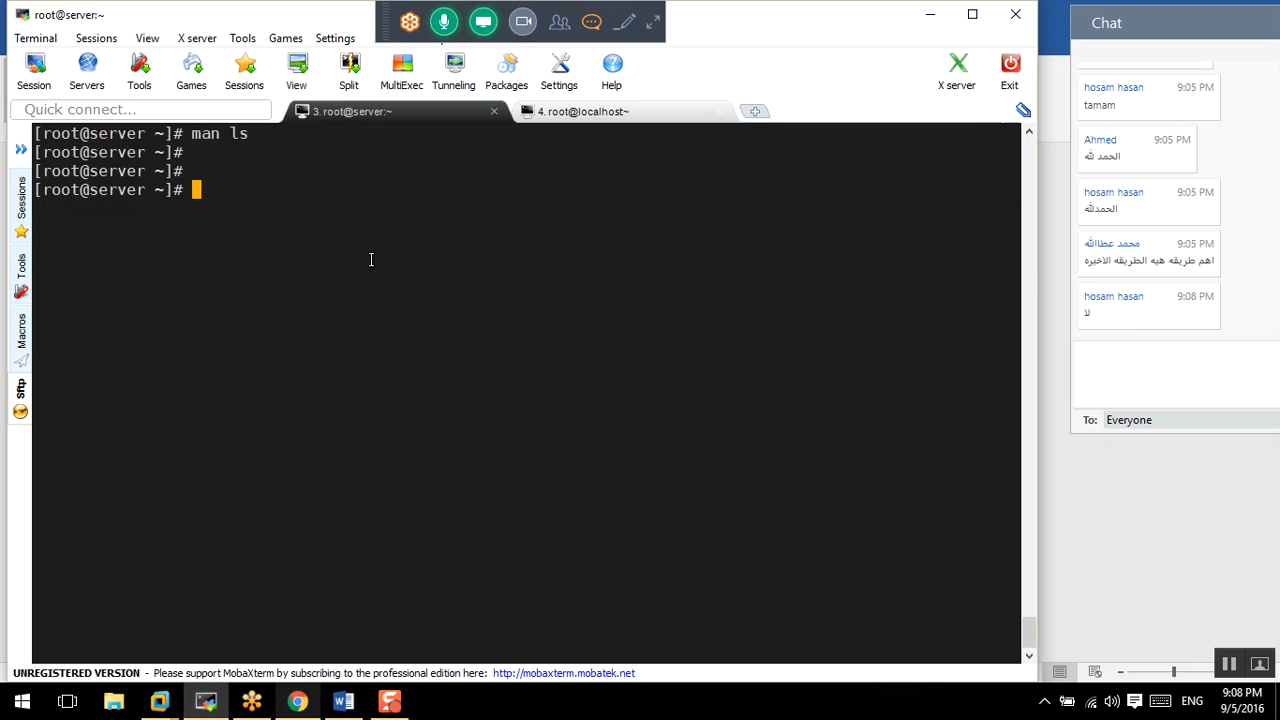 root@server:~
Terminal Sessions View X server Tools Games Settings
Session Servers Tools Games Sessions View Split MultiExec Tunneling Packages Settings Help X server Exit
Quick connect...
3. root@server:~
4. root@localhost~
[root@server ~]# man ls
[root@server ~]#
[root@server ~]#
[root@server ~]#
Sessions
Tools
Macros
Sftp
UNREGISTERED VERSION - Please support MobaXterm by subscribing to the professional edition here: http://mobaxterm.mobatek.net
Chat
hosam hasan 9:05 PM
tamam
Ahmed 9:05 PM
الحمد لله
hosam hasan 9:05 PM
الحمدلله
محمد عطاالله 9:05 PM
اهم طريقه هيه الطريقه الاخيره
hosam hasan 9:08 PM
لا
To: Everyone
ENG
9:08 PM
9/5/2016